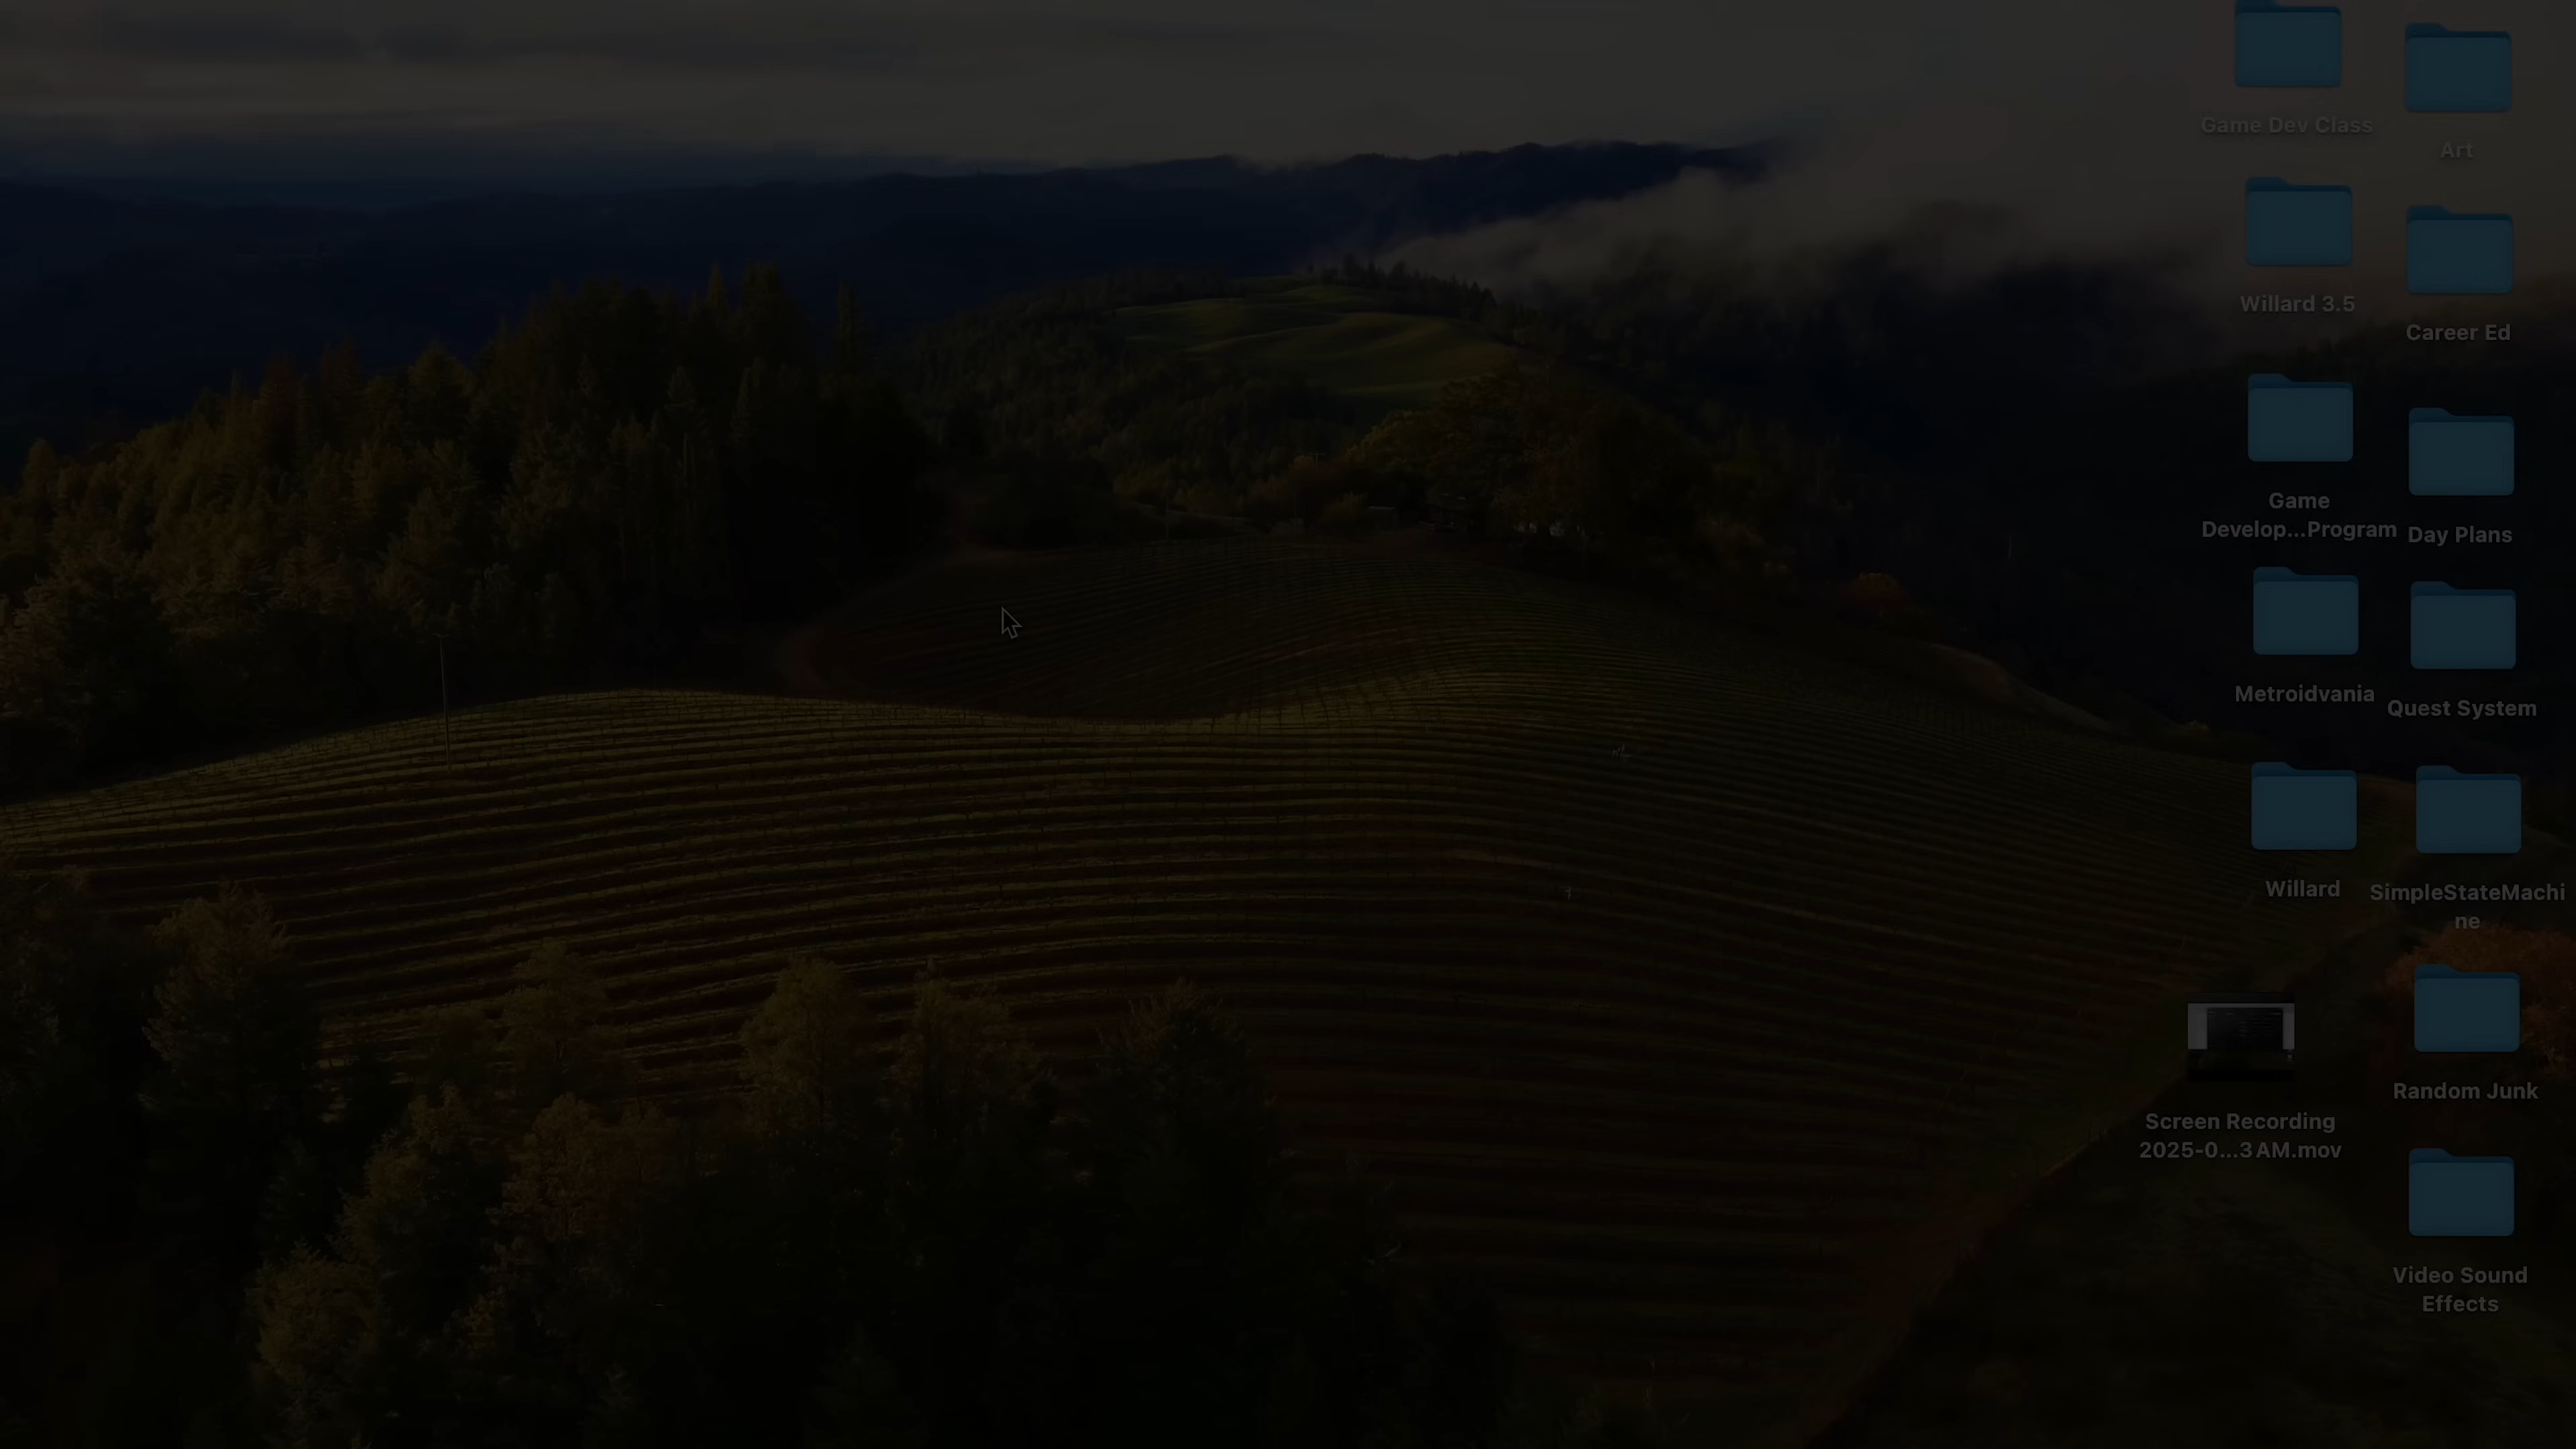 Game Dev Class
Art
Willard 3.5
Career Ed
Game
Develop...Program
Day Plans
Metroidvania
Quest System
Willard
SimpleStateMachi
ne
Random Junk
Screen Recording
2025-0...3 AM.mov
Video Sound
Effects